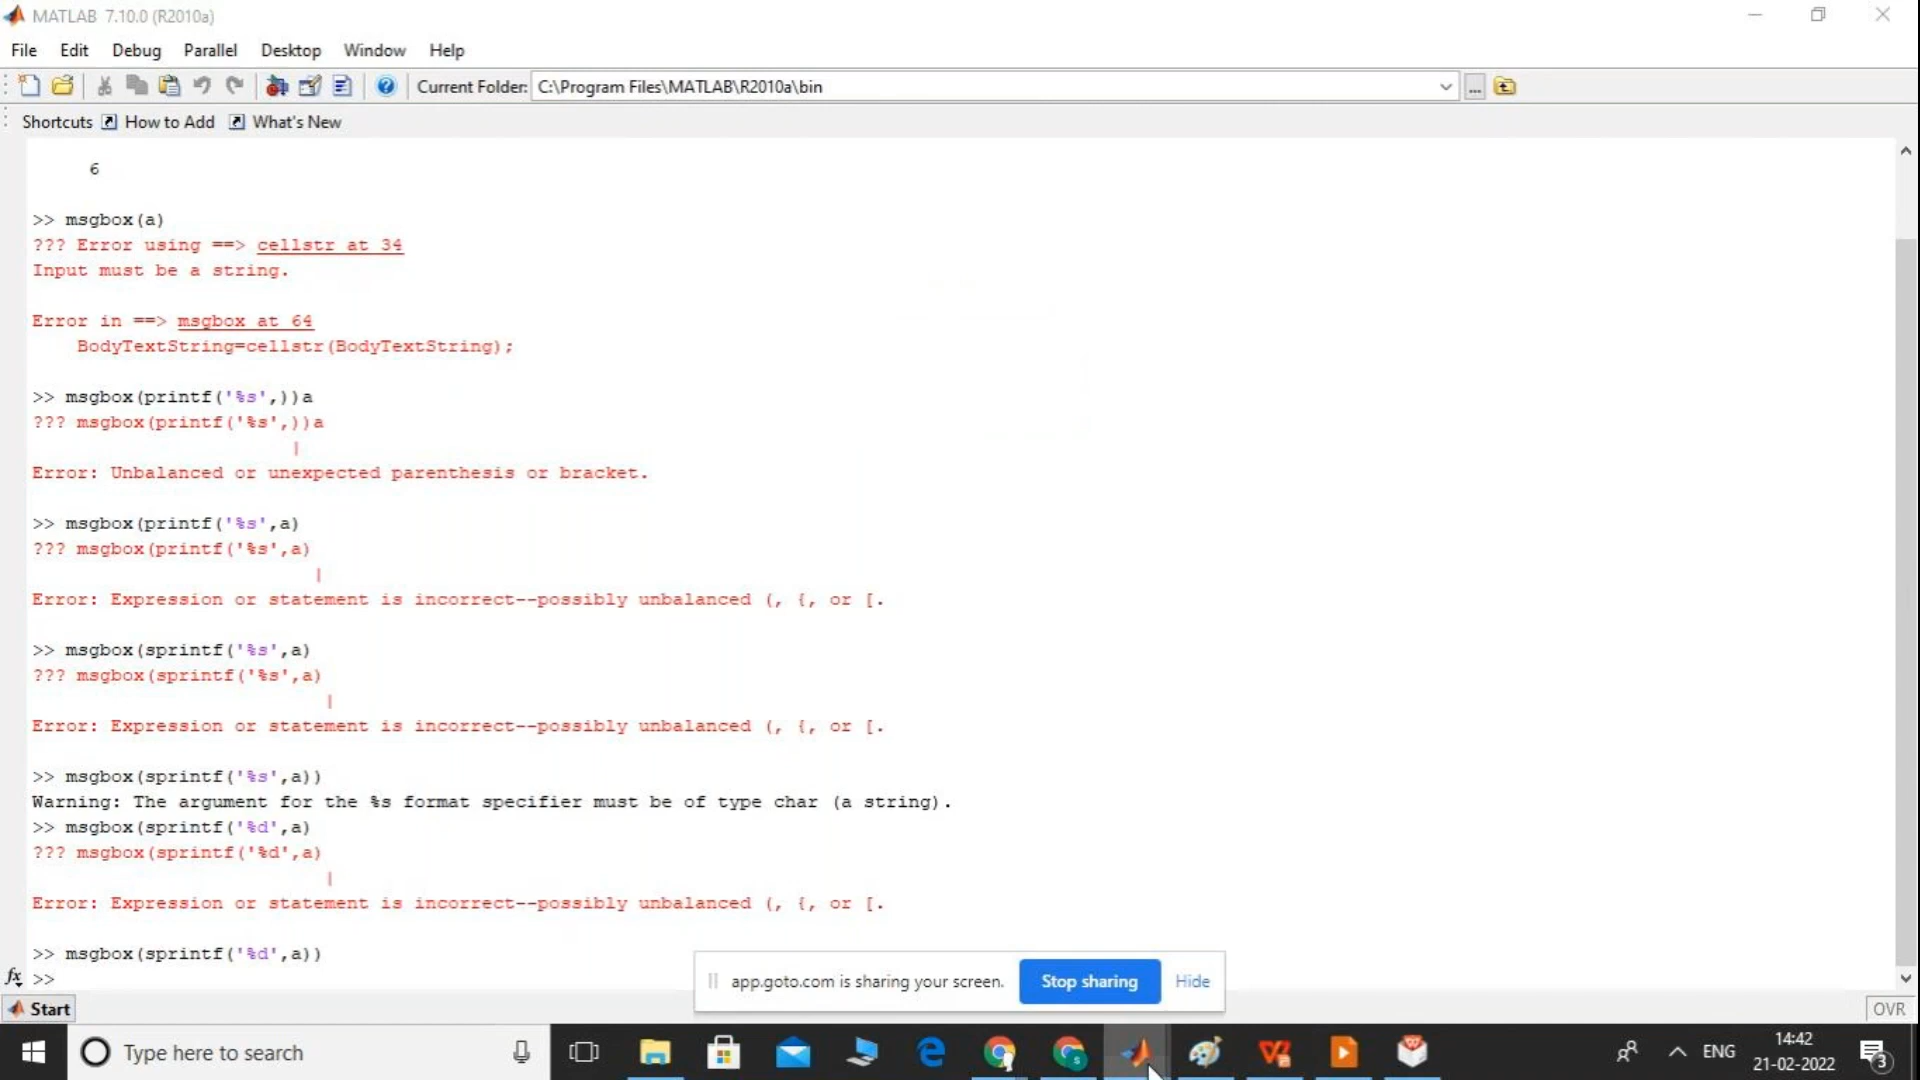 MATLAB 7.10.0 (R2010a)
File Edit Debug Parallel Desktop Window Help
Current Folder: C:\Program Files\MATLAB\R2010a\bin ...
Shortcuts How to Add What's New
6
>> msgbox(a)
??? Error using ==> cellstr at 34
Input must be a string.
Error in ==> msgbox at 64
BodyTextString=cellstr(BodyTextString);
>> msgbox(printf('%s',))a
??? msgbox(printf('%s',))a
|
Error: Unbalanced or unexpected parenthesis or bracket.
>> msgbox(printf('%s',a)
??? msgbox(printf('%s',a)
|
Error: Expression or statement is incorrect--possibly unbalanced (, {, or [.
>> msgbox(sprintf('%s',a)
??? msgbox(sprintf('%s',a)
|
Error: Expression or statement is incorrect--possibly unbalanced (, {, or [.
>> msgbox(sprintf('%s',a))
Warning: The argument for the %s format specifier must be of type char (a string).
>> msgbox(sprintf('%d',a)
??? msgbox(sprintf('%d',a)
|
Error: Expression or statement is incorrect--possibly unbalanced (, {, or [.
>> msgbox(sprintf('%d',a))
fx >>
app.goto.com is sharing your screen. Stop sharing Hide
Start OVR
Type here to search ENG 14:42
21-02-2022 3